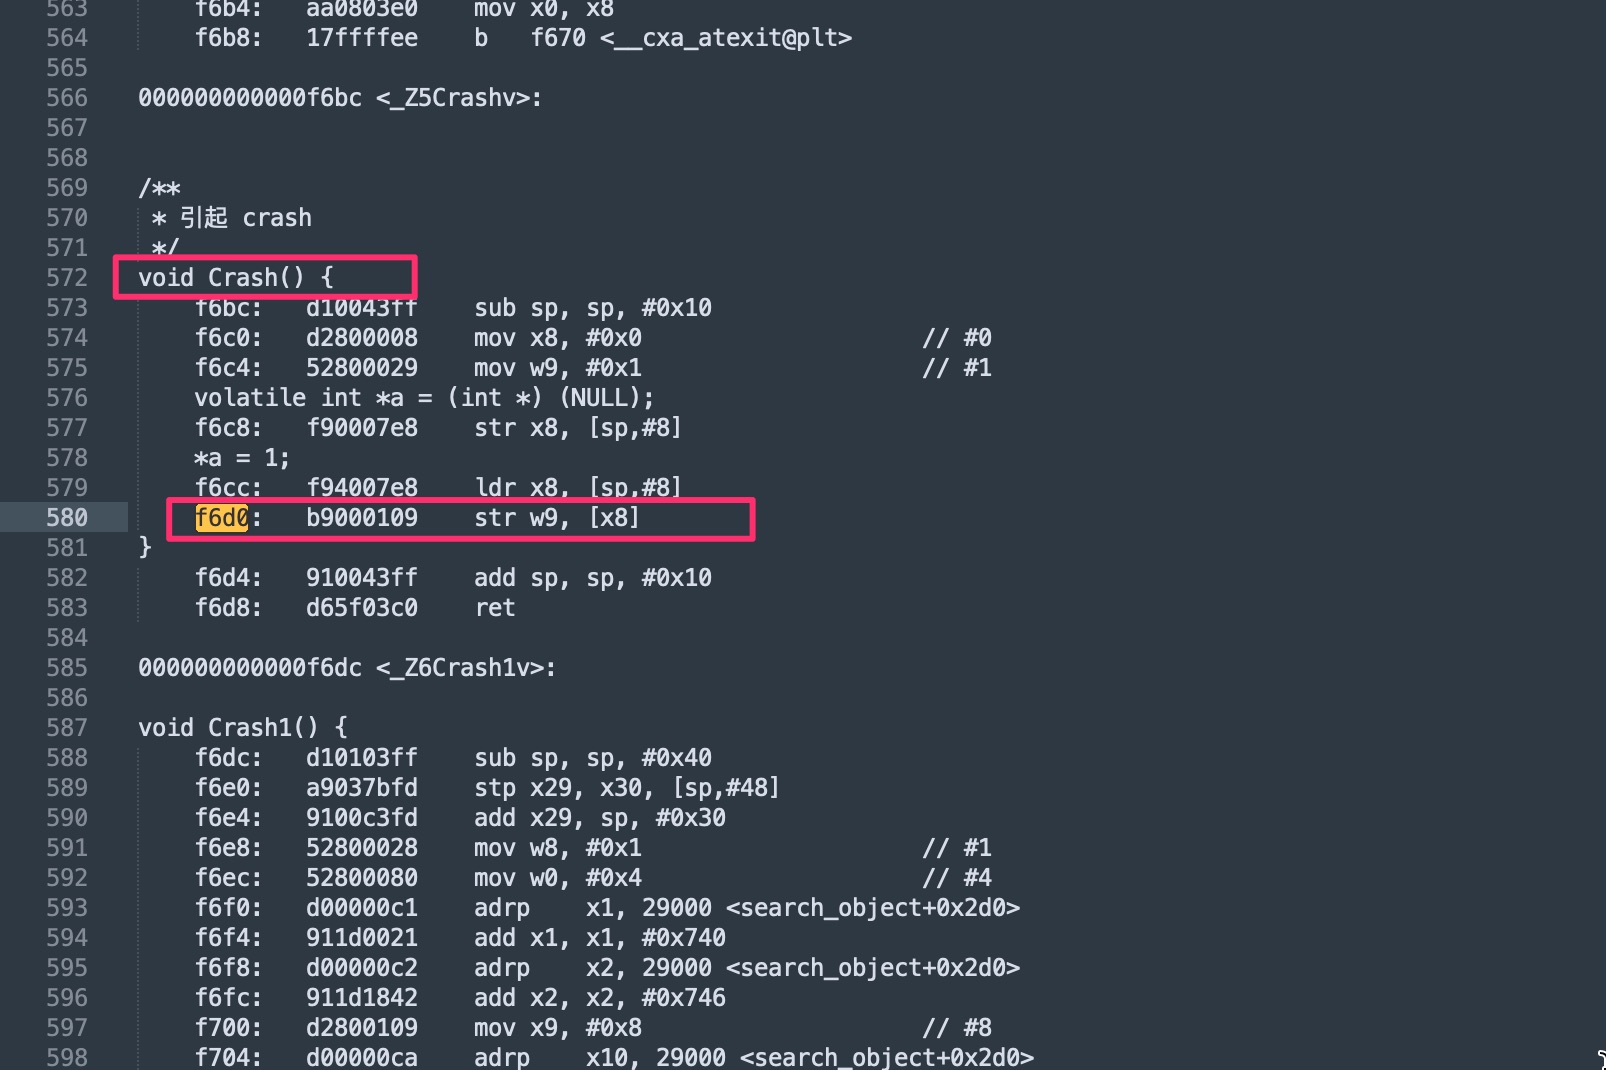 563 f6b4: aa0803e0 mov x0, x8
564 f6b8: 17ffffee b f670 <__cxa_atexit@plt>
565
566 000000000000f6bc <_Z5Crashv>:
567
568
569 /**
570 * 引起 crash
571 */
572 void Crash() {
573 f6bc: d10043ff sub sp, sp, #0x10
574 f6c0: d2800008 mov x8, #0x0 // #0
575 f6c4: 52800029 mov w9, #0x1 // #1
576 volatile int *a = (int *) (NULL);
577 f6c8: f90007e8 str x8, [sp,#8]
578 *a = 1;
579 f6cc: f94007e8 ldr x8, [sp,#8]
580 f6d0: b9000109 str w9, [x8]
581 }
582 f6d4: 910043ff add sp, sp, #0x10
583 f6d8: d65f03c0 ret
584
585 000000000000f6dc <_Z6Crash1v>:
586
587 void Crash1() {
588 f6dc: d10103ff sub sp, sp, #0x40
589 f6e0: a9037bfd stp x29, x30, [sp,#48]
590 f6e4: 9100c3fd add x29, sp, #0x30
591 f6e8: 52800028 mov w8, #0x1 // #1
592 f6ec: 52800080 mov w0, #0x4 // #4
593 f6f0: d00000c1 adrp x1, 29000 <search_object+0x2d0>
594 f6f4: 911d0021 add x1, x1, #0x740
595 f6f8: d00000c2 adrp x2, 29000 <search_object+0x2d0>
596 f6fc: 911d1842 add x2, x2, #0x746
597 f700: d2800109 mov x9, #0x8 // #8
598 f704: d00000ca adrp x10, 29000 <search_object+0x2d0>